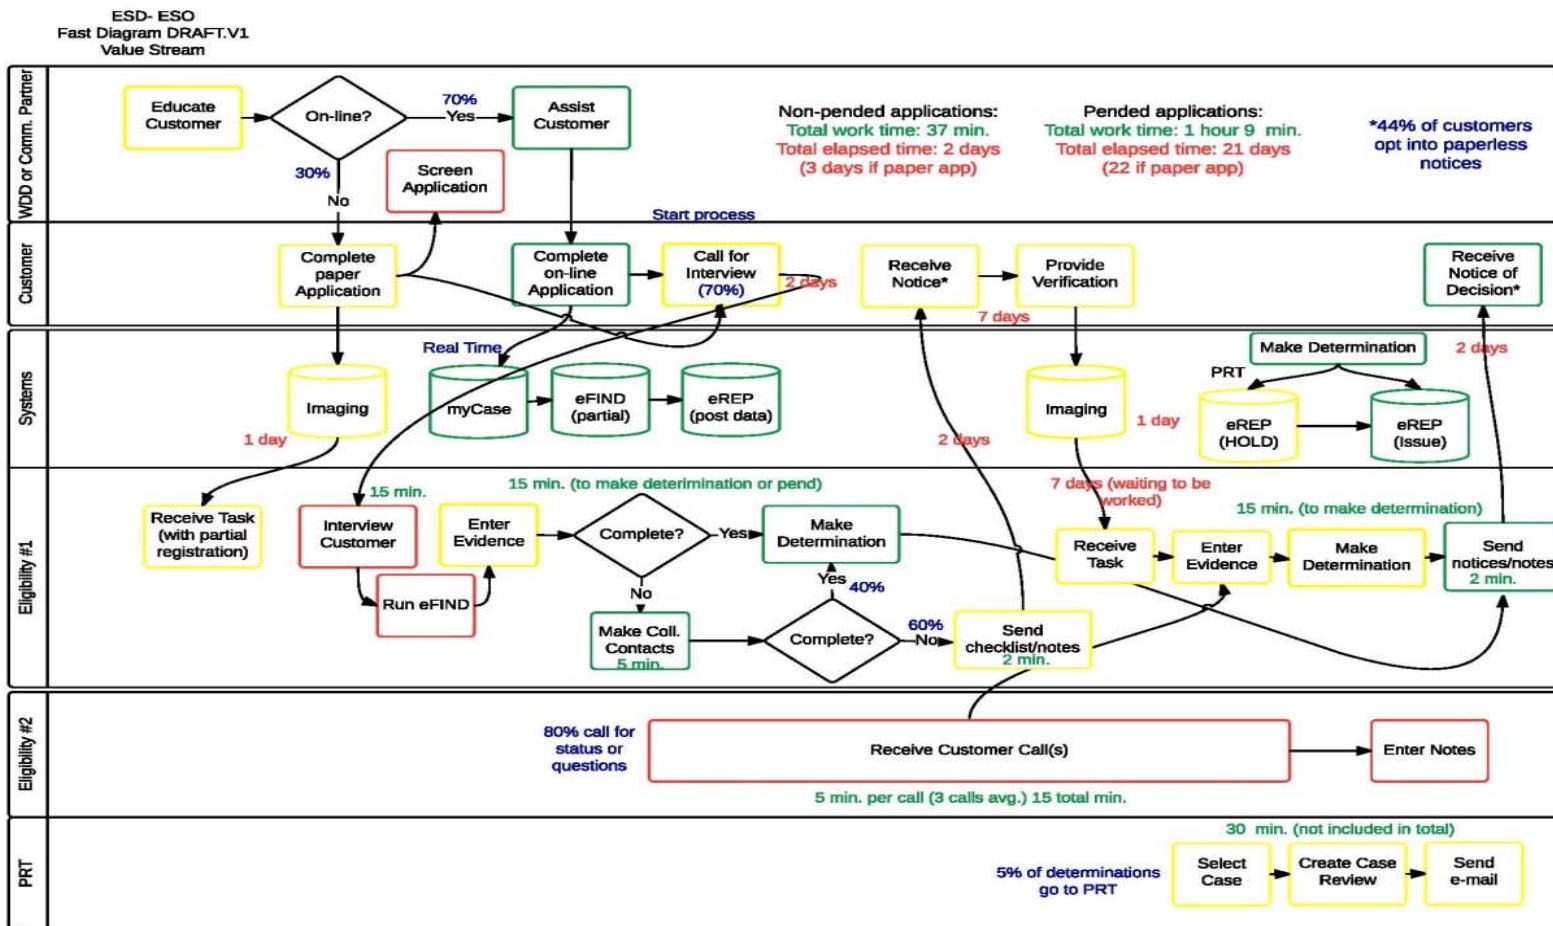 ESD- ESO
Fast Diagram DRAFT.V1
Value Stream
WDD or Comm. Partner
Educate
Customer
On-line?
70%
Yes
30%
No
Assist
Customer
Screen
Application
Non-pended applications:
Total work time: 37 min.
Total elapsed time: 2 days
(3 days if paper app)
Pended applications:
Total work time: 1 hour 9 min.
Total elapsed time: 21 days
(22 if paper app)
*44% of customers
opt into paperless
notices
Start process
Customer
Complete
paper
Application
Complete
on-line
Application
Call for
Interview
(70%)
2 days
Receive
Notice*
Provide
Verification
7 days
Receive
Notice of
Decision*
Systems
Real Time
Imaging
1 day
myCase
eFIND
(partial)
eREP
(post data)
2 days
Imaging
1 day
Make Determination
PRT
eREP
(HOLD)
eREP
(Issue)
2 days
Eligibility #1
Receive Task
(with partial
registration)
15 min.
Interview
Customer
Run eFIND
Enter
Evidence
15 min. (to make deterimination or pend)
Complete?
Yes
No
Make
Determination
Make Coll.
Contacts
5 min.
Yes
40%
Complete?
60%
No
Send
checklist/notes
2 min.
7 days (waiting to be
worked)
Receive
Task
Enter
Evidence
15 min. (to make determination)
Make
Determination
Send
notices/notes
2 min.
Eligibility #2
80% call for
status or
questions
Receive Customer Call(s)
Enter Notes
5 min. per call (3 calls avg.) 15 total min.
PRT
30 min. (not included in total)
5% of determinations
go to PRT
Select
Case
Create Case
Review
Send
e-mail